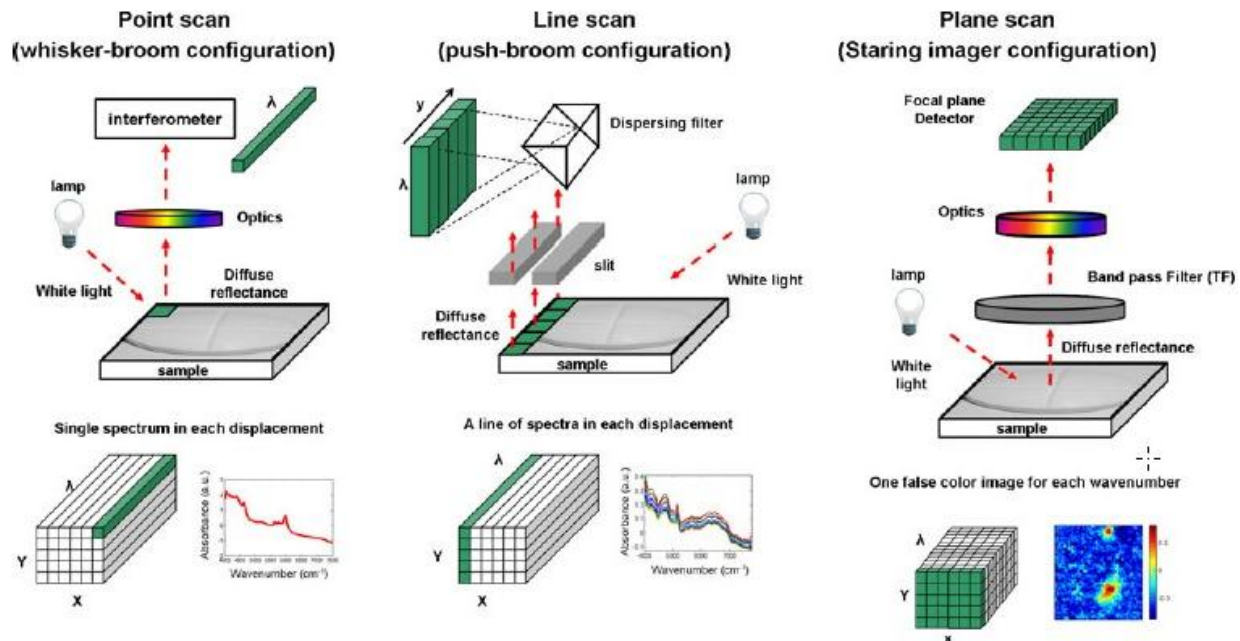 Point scan
(whisker-broom configuration)
λ
interferometer
lamp
Optics
White light
Diffuse
reflectance
sample
Single spectrum in each displacement
λ
Y
X
Absorbance (a.u.)
Wavenumber (cm⁻¹)
Line scan
(push-broom configuration)
y
λ
Dispersing filter
lamp
slit
White light
Diffuse
reflectance
sample
A line of spectra in each displacement
λ
Y
X
Absorbance (a.u.)
Wavenumber (cm⁻¹)
Plane scan
(Staring imager configuration)
Focal plane
Detector
Optics
lamp
Band pass Filter (TF)
Diffuse reflectance
White
light
sample
One false color image for each wavenumber
λ
Y
X